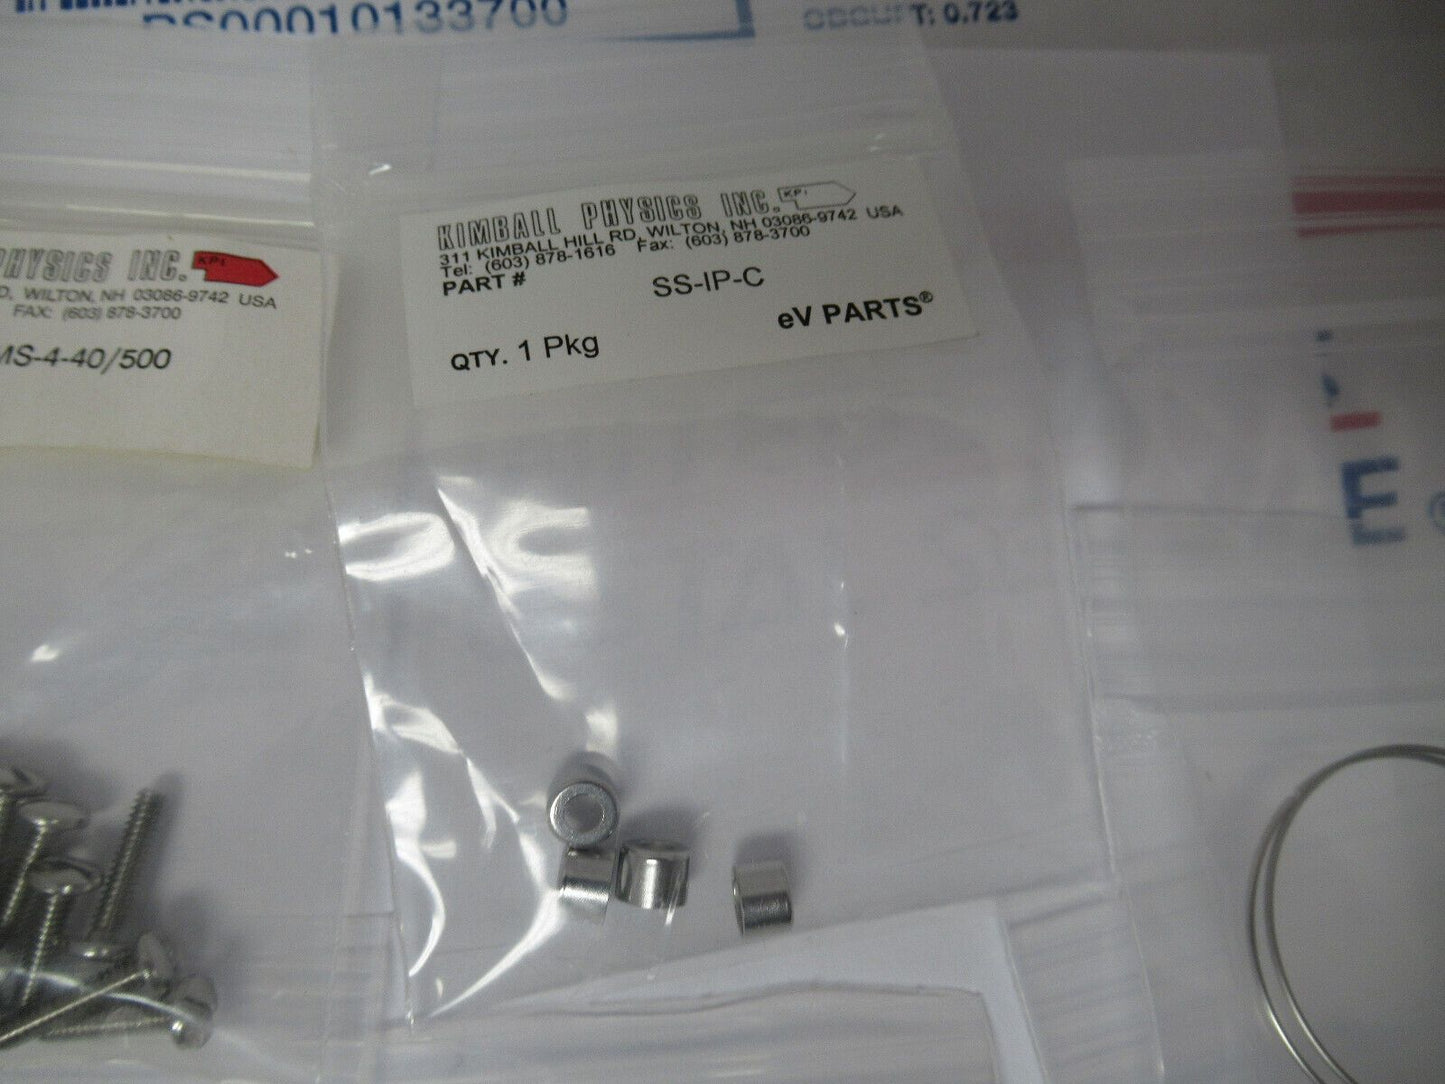 PS00010133700
T: 0.723
KIMBALL PHYSICS INC. KPI
311 KIMBALL HILL RD, WILTON, NH 03086-9742 USA
Tel: (603) 878-1616 Fax: (603) 878-3700
PART # SS-IP-C
eV PARTS®
QTY. 1 Pkg
PHYSICS INC. KPI
D, WILTON, NH 03086-9742 USA
FAX: (603) 878-3700
MS-4-40/500
E